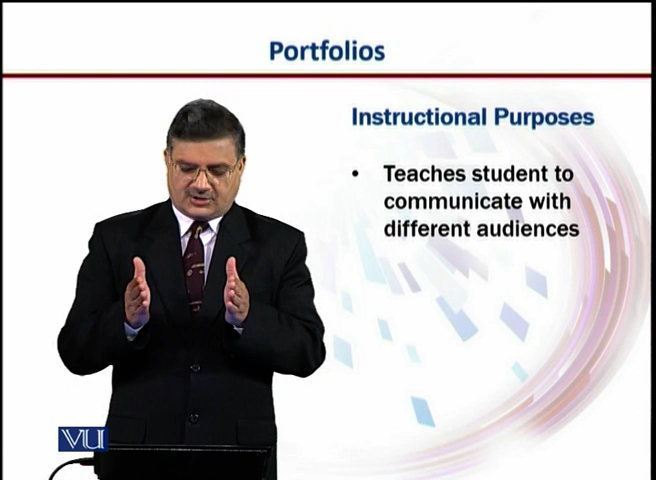 Portfolios
Instructional Purposes
• Teaches student to
communicate with
different audiences
VU